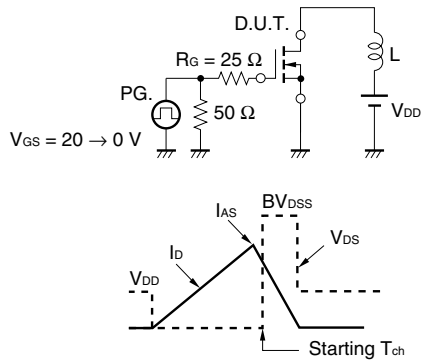 D.U.T.
RG = 25 Ω
L
PG.
50 Ω
VDD
VGS = 20 → 0 V
BVDSS
IAS
ID
VDS
VDD
Starting Tch